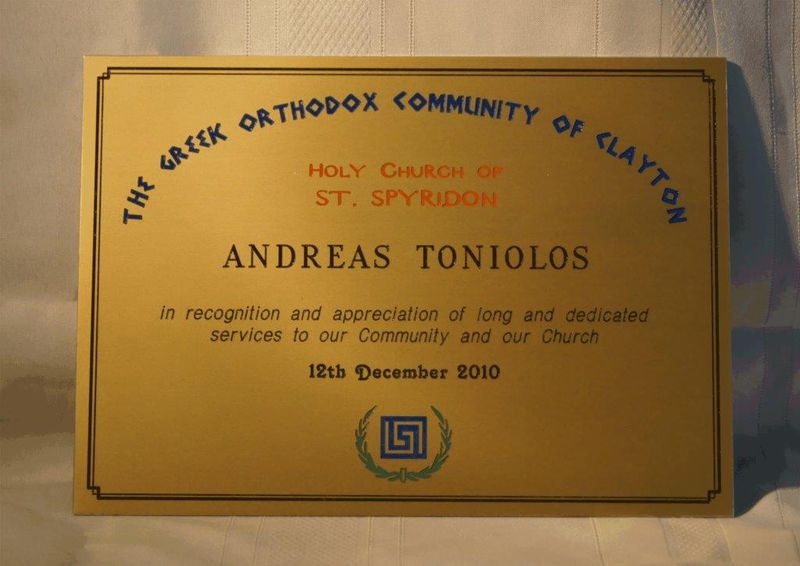 THE GREEK ORTHODOX COMMUNITY OF CLAYTON
HOLY CHURCH OF
ST. SPYRIDON
ANDREAS TONIOLOS
in recognition and appreciation of long and dedicated
services to our Community and our Church
12th December 2010